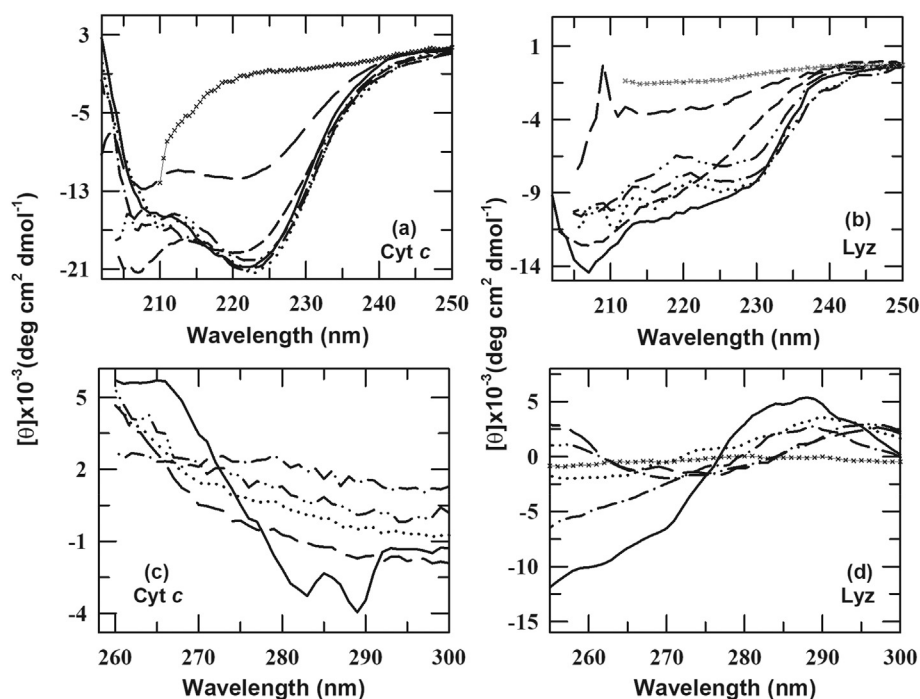 [θ]x10⁻³(deg cm² dmol⁻¹)
3
-5
-13
-21
(a)
Cyt c
210 220 230 240 250
Wavelength (nm)
[θ]x10⁻³(deg cm² dmol⁻¹)
1
-4
-9
-14
(b)
Lyz
210 220 230 240 250
Wavelength (nm)
5
2
-1
-4
(c)
Cyt c
260 270 280 290 300
Wavelength (nm)
10
5
0
-5
-10
-15
(d)
Lyz
260 270 280 290 300
Wavelength (nm)